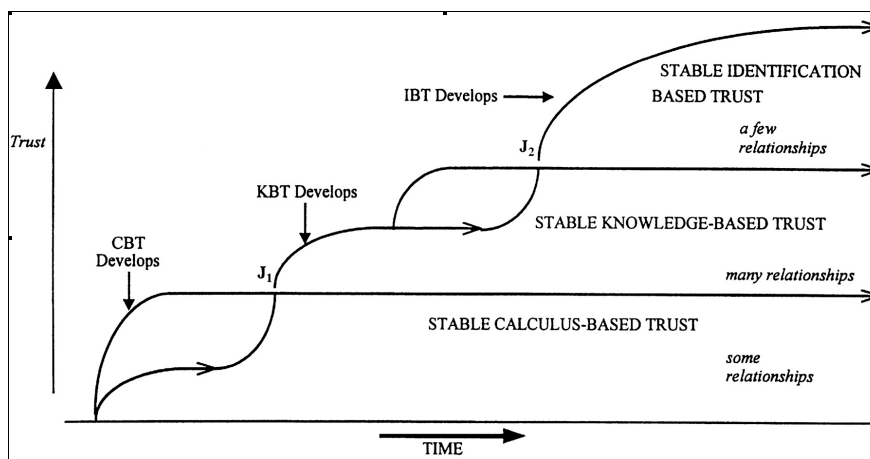 STABLE IDENTIFICATION
BASED TRUST
IBT Develops
a few
relationships
Trust
J2
KBT Develops
STABLE KNOWLEDGE-BASED TRUST
CBT
Develops
J1
many relationships
STABLE CALCULUS-BASED TRUST
some
relationships
TIME